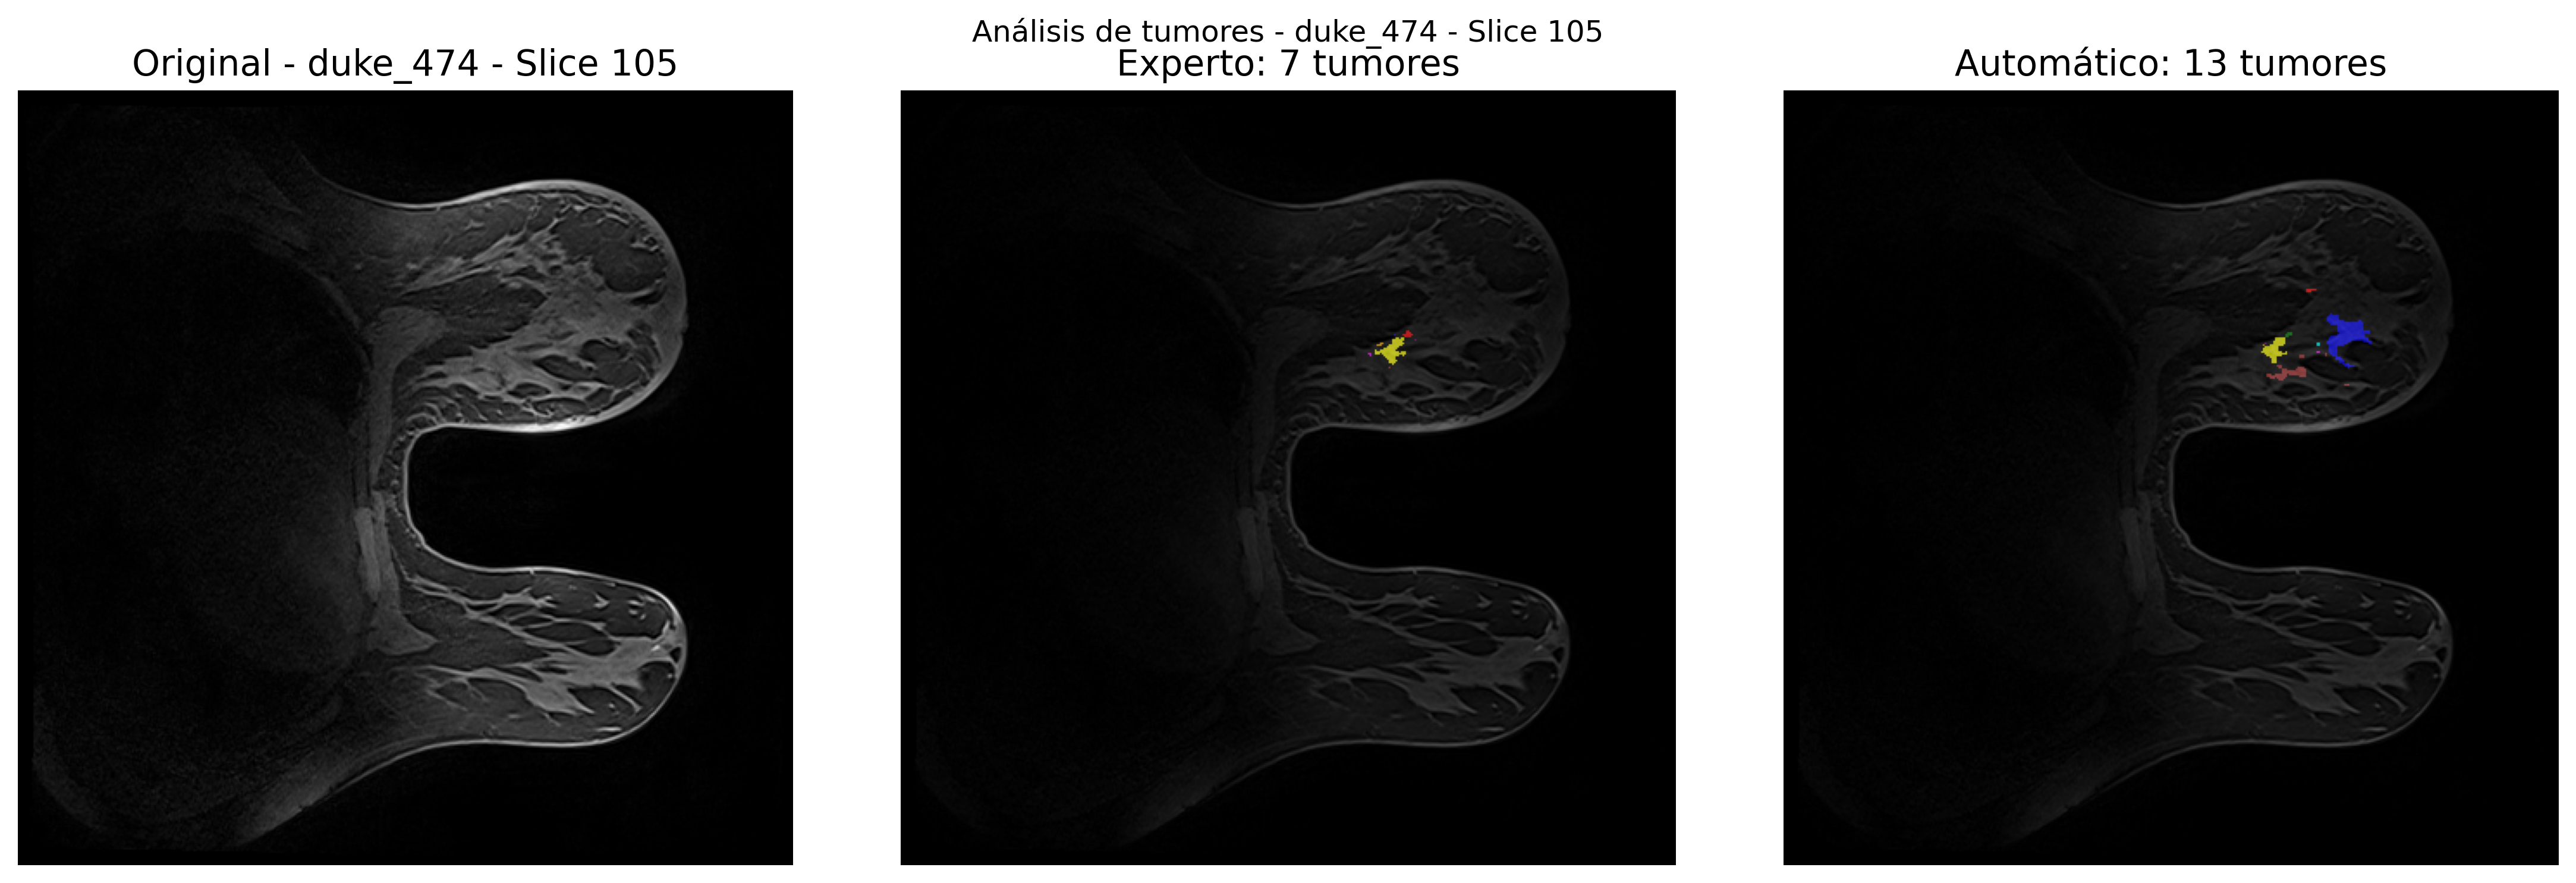 Análisis de tumores - duke_474 - Slice 105
Original - duke_474 - Slice 105
Experto: 7 tumores
Automático: 13 tumores